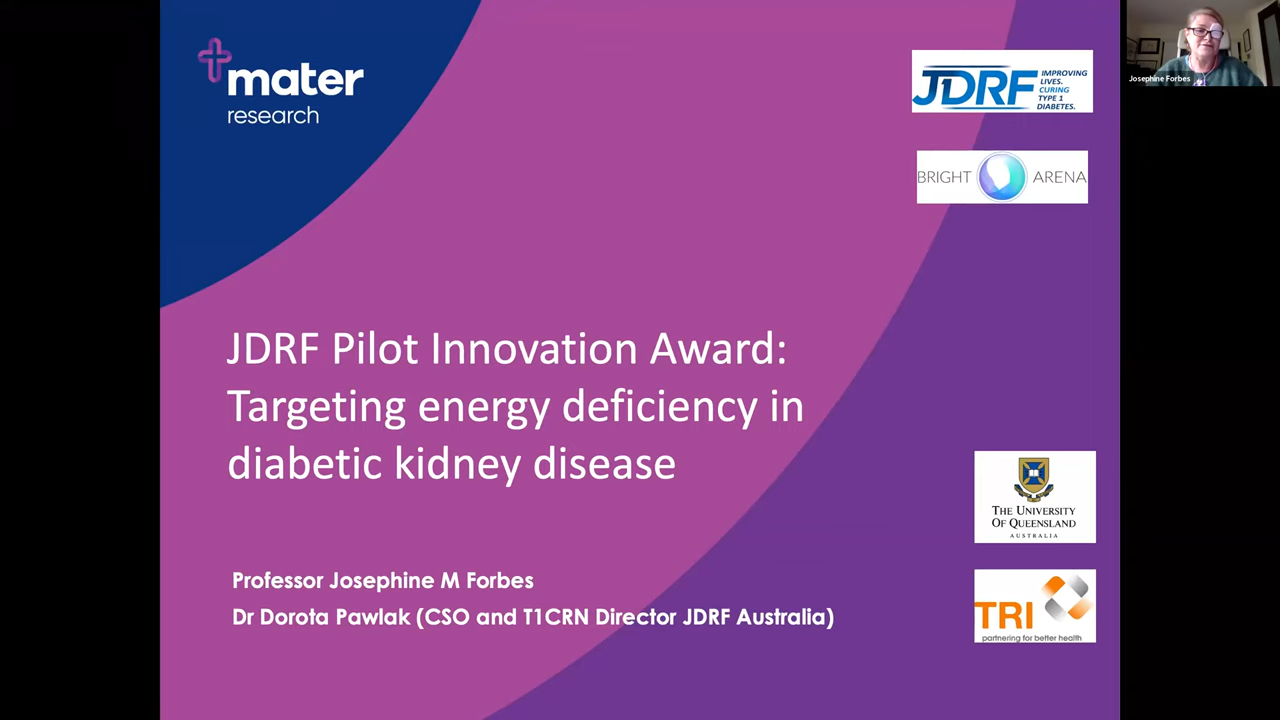 mater
research
JDRF IMPROVING
LIVES.
CURING
TYPE 1
DIABETES.
Josephine Forbes
BRIGHT ARENA
JDRF Pilot Innovation Award:
Targeting energy deficiency in
diabetic kidney disease
THE UNIVERSITY
OF QUEENSLAND
AUSTRALIA
Professor Josephine M Forbes
Dr Dorota Pawlak (CSO and T1CRN Director JDRF Australia)
TRI
partnering for better health